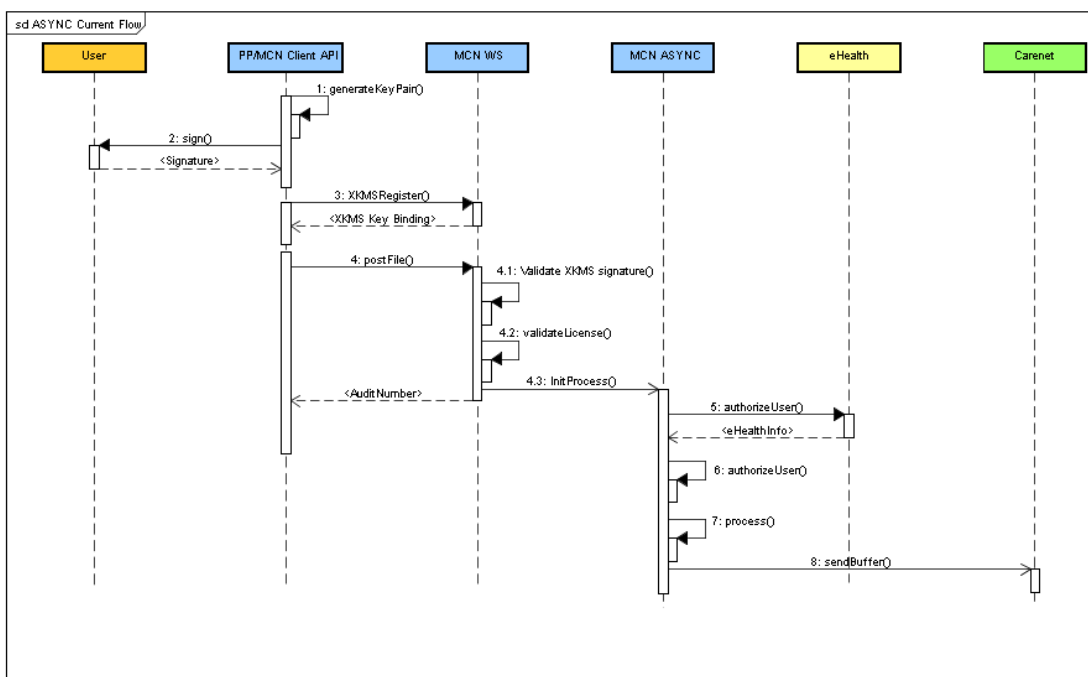 sd ASYNC Current Flow
User
PP/MCN Client API
MCN WS
MCN ASYNC
eHealth
Carenet
1: generateKeyPair()
2: sign()
<Signature>
3: XKMSRegister()
<XKMS Key Binding>
4: postFile()
4.1: Validate XKMS signature()
4.2: validateLicense()
4.3: InitProcess()
<AuditNumber>
5: authorizeUser()
<eHealthInfo>
6: authorizeUser()
7: process()
8: sendBuffer()